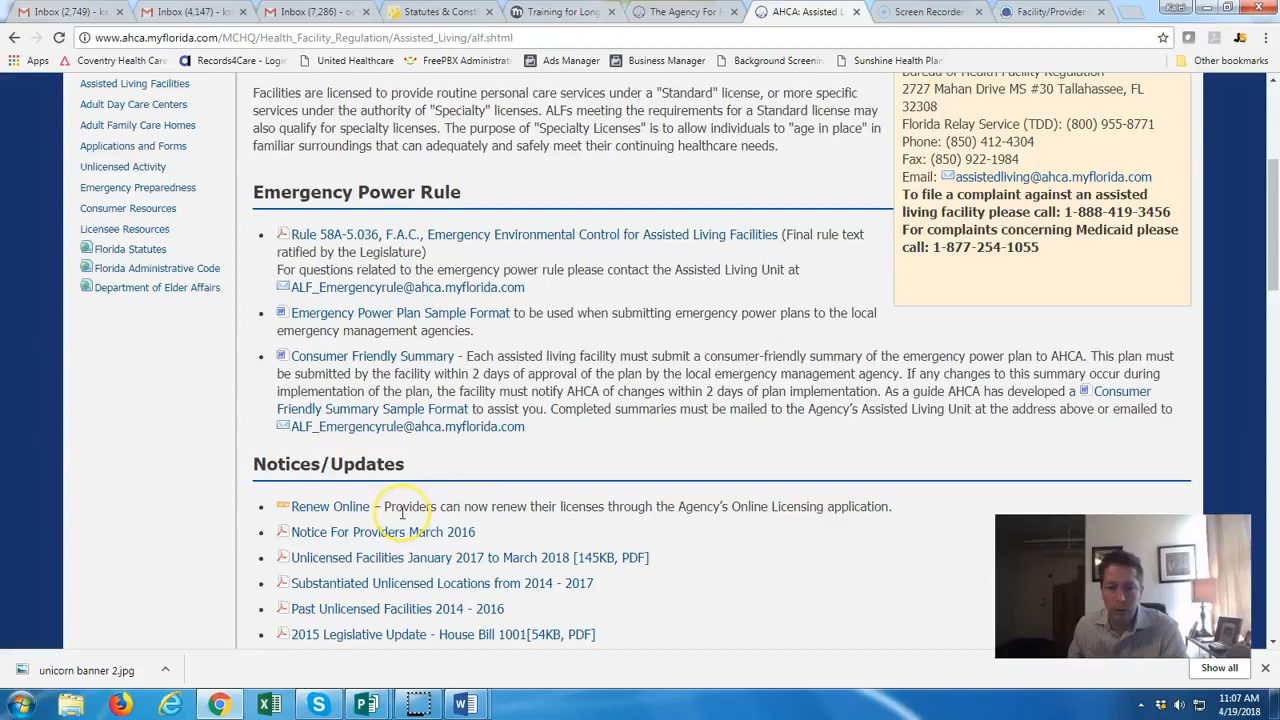 Inbox (2,749) - ks
Inbox (4,147) - ks
Inbox (7,286) - oc
Statutes & Const
Training for Long
The Agency For H
AHCA: Assisted L
Screen Recorder
Facility/Provider
www.ahca.myflorida.com/MCHQ/Health_Facility_Regulation/Assisted_Living/alf.shtml
Apps
Coventry Health Care
Records4Care - Login
United Healthcare
FreePBX Administrat
Ads Manager
Business Manager
Background Screenin
Sunshine Health Plan
Other bookmarks
Assisted Living Facilities
Adult Day Care Centers
Adult Family Care Homes
Applications and Forms
Unlicensed Activity
Emergency Preparedness
Consumer Resources
Licensee Resources
Florida Statutes
Florida Administrative Code
Department of Elder Affairs
Facilities are licensed to provide routine personal care services under a "Standard" license, or more specific
services under the authority of "Specialty" licenses. ALFs meeting the requirements for a Standard license may
also qualify for specialty licenses. The purpose of "Specialty Licenses" is to allow individuals to "age in place" in
familiar surroundings that can adequately and safely meet their continuing healthcare needs.
Bureau of Health Facility Regulation
2727 Mahan Drive MS #30 Tallahassee, FL
32308
Florida Relay Service (TDD): (800) 955-8771
Phone: (850) 412-4304
Fax: (850) 922-1984
Email: assistedliving@ahca.myflorida.com
To file a complaint against an assisted
living facility please call: 1-888-419-3456
For complaints concerning Medicaid please
call: 1-877-254-1055
Emergency Power Rule
Rule 58A-5.036, F.A.C., Emergency Environmental Control for Assisted Living Facilities (Final rule text
ratified by the Legislature)
For questions related to the emergency power rule please contact the Assisted Living Unit at
ALF_Emergencyrule@ahca.myflorida.com
Emergency Power Plan Sample Format to be used when submitting emergency power plans to the local
emergency management agencies.
Consumer Friendly Summary - Each assisted living facility must submit a consumer-friendly summary of the emergency power plan to AHCA. This plan must
be submitted by the facility within 2 days of approval of the plan by the local emergency management agency. If any changes to this summary occur during
implementation of the plan, the facility must notify AHCA of changes within 2 days of plan implementation. As a guide AHCA has developed a Consumer
Friendly Summary Sample Format to assist you. Completed summaries must be mailed to the Agency's Assisted Living Unit at the address above or emailed to
ALF_Emergencyrule@ahca.myflorida.com
Notices/Updates
Renew Online – Providers can now renew their licenses through the Agency's Online Licensing application.
Notice For Providers March 2016
Unlicensed Facilities January 2017 to March 2018 [145KB, PDF]
Substantiated Unlicensed Locations from 2014 - 2017
Past Unlicensed Facilities 2014 - 2016
2015 Legislative Update - House Bill 1001[54KB, PDF]
unicorn banner 2.jpg
Show all
11:07 AM
4/19/2018